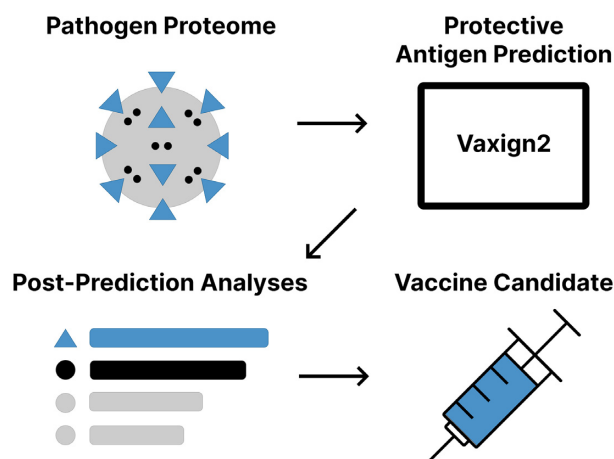 Pathogen Proteome
Protective
Antigen Prediction
Vaxign2
Post-Prediction Analyses
Vaccine Candidate